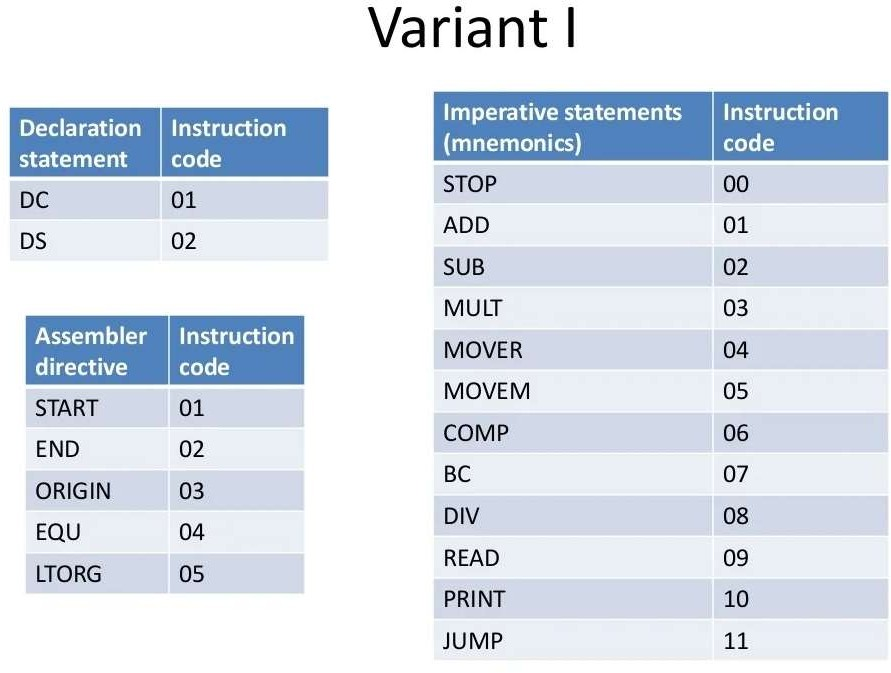 Variant I
Declaration statement Instruction code
DC 01
DS 02
Assembler directive Instruction code
START 01
END 02
ORIGIN 03
EQU 04
LTORG 05
Imperative statements (mnemonics) Instruction code
STOP 00
ADD 01
SUB 02
MULT 03
MOVER 04
MOVEM 05
COMP 06
BC 07
DIV 08
READ 09
PRINT 10
JUMP 11